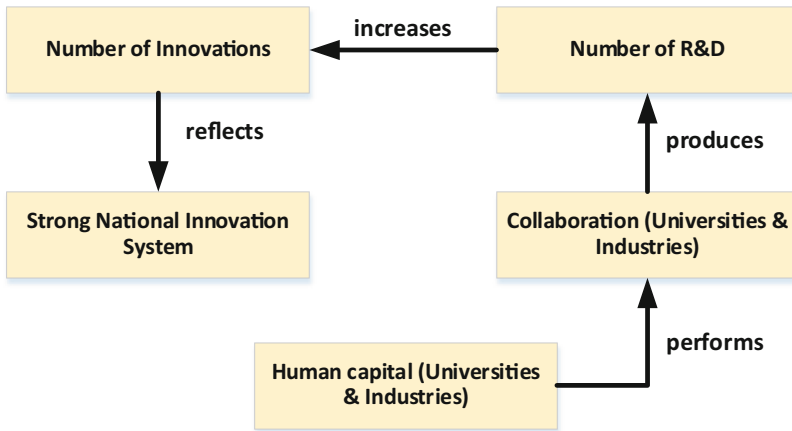 increases
Number of Innovations
Number of R&D
reflects
produces
Strong National Innovation
System
Collaboration (Universities &
Industries)
performs
Human capital (Universities
& Industries)